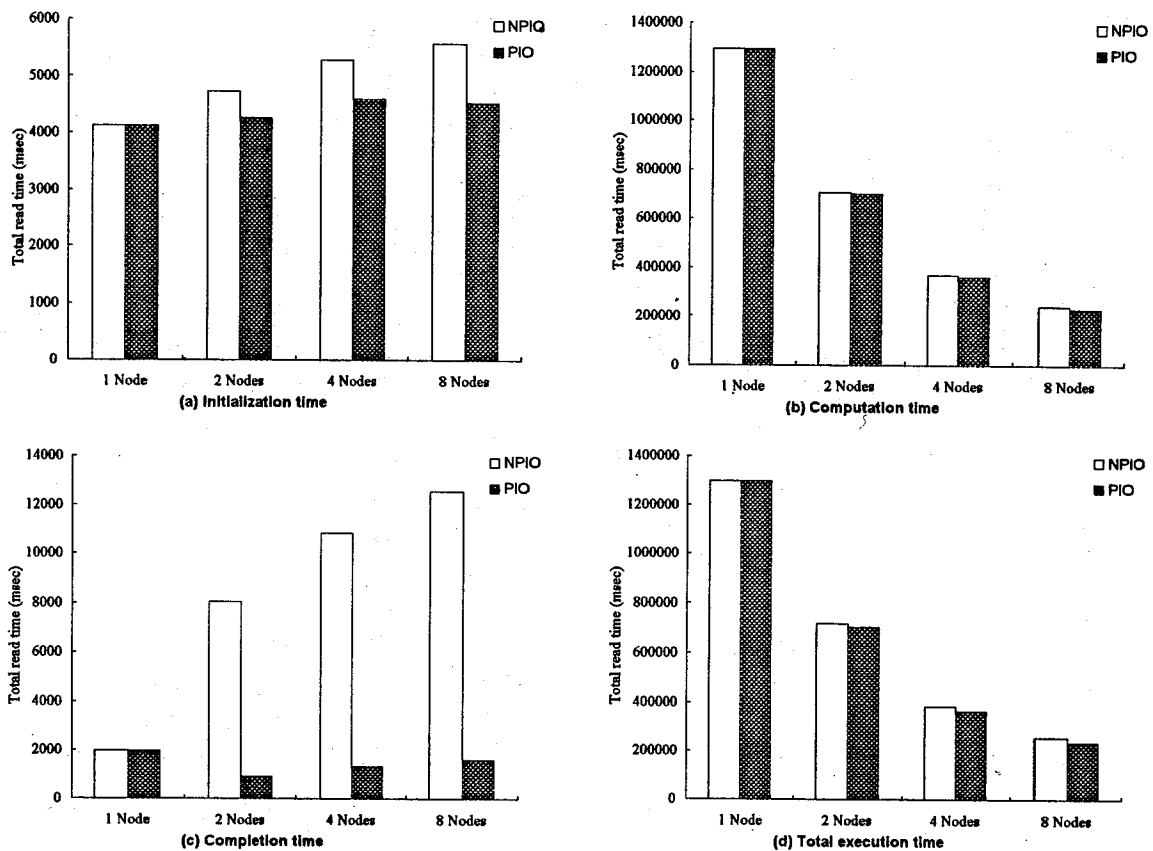 6000
5000
4000
3000
2000
1000
0
Total read time (msec)
NPIO
PIO
1 Node
2 Nodes
4 Nodes
8 Nodes
(a) Initialization time
1400000
1200000
1000000
800000
600000
400000
200000
0
Total read time (msec)
NPIO
PIO
1 Node
2 Nodes
4 Nodes
8 Nodes
(b) Computation time
14000
12000
10000
8000
6000
4000
2000
0
Total read time (msec)
NPIO
PIO
1 Node
2 Nodes
4 Nodes
8 Nodes
(c) Completion time
1400000
1200000
1000000
800000
600000
400000
200000
0
Total read time (msec)
NPIO
PIO
1 Node
2 Nodes
4 Nodes
8 Nodes
(d) Total execution time